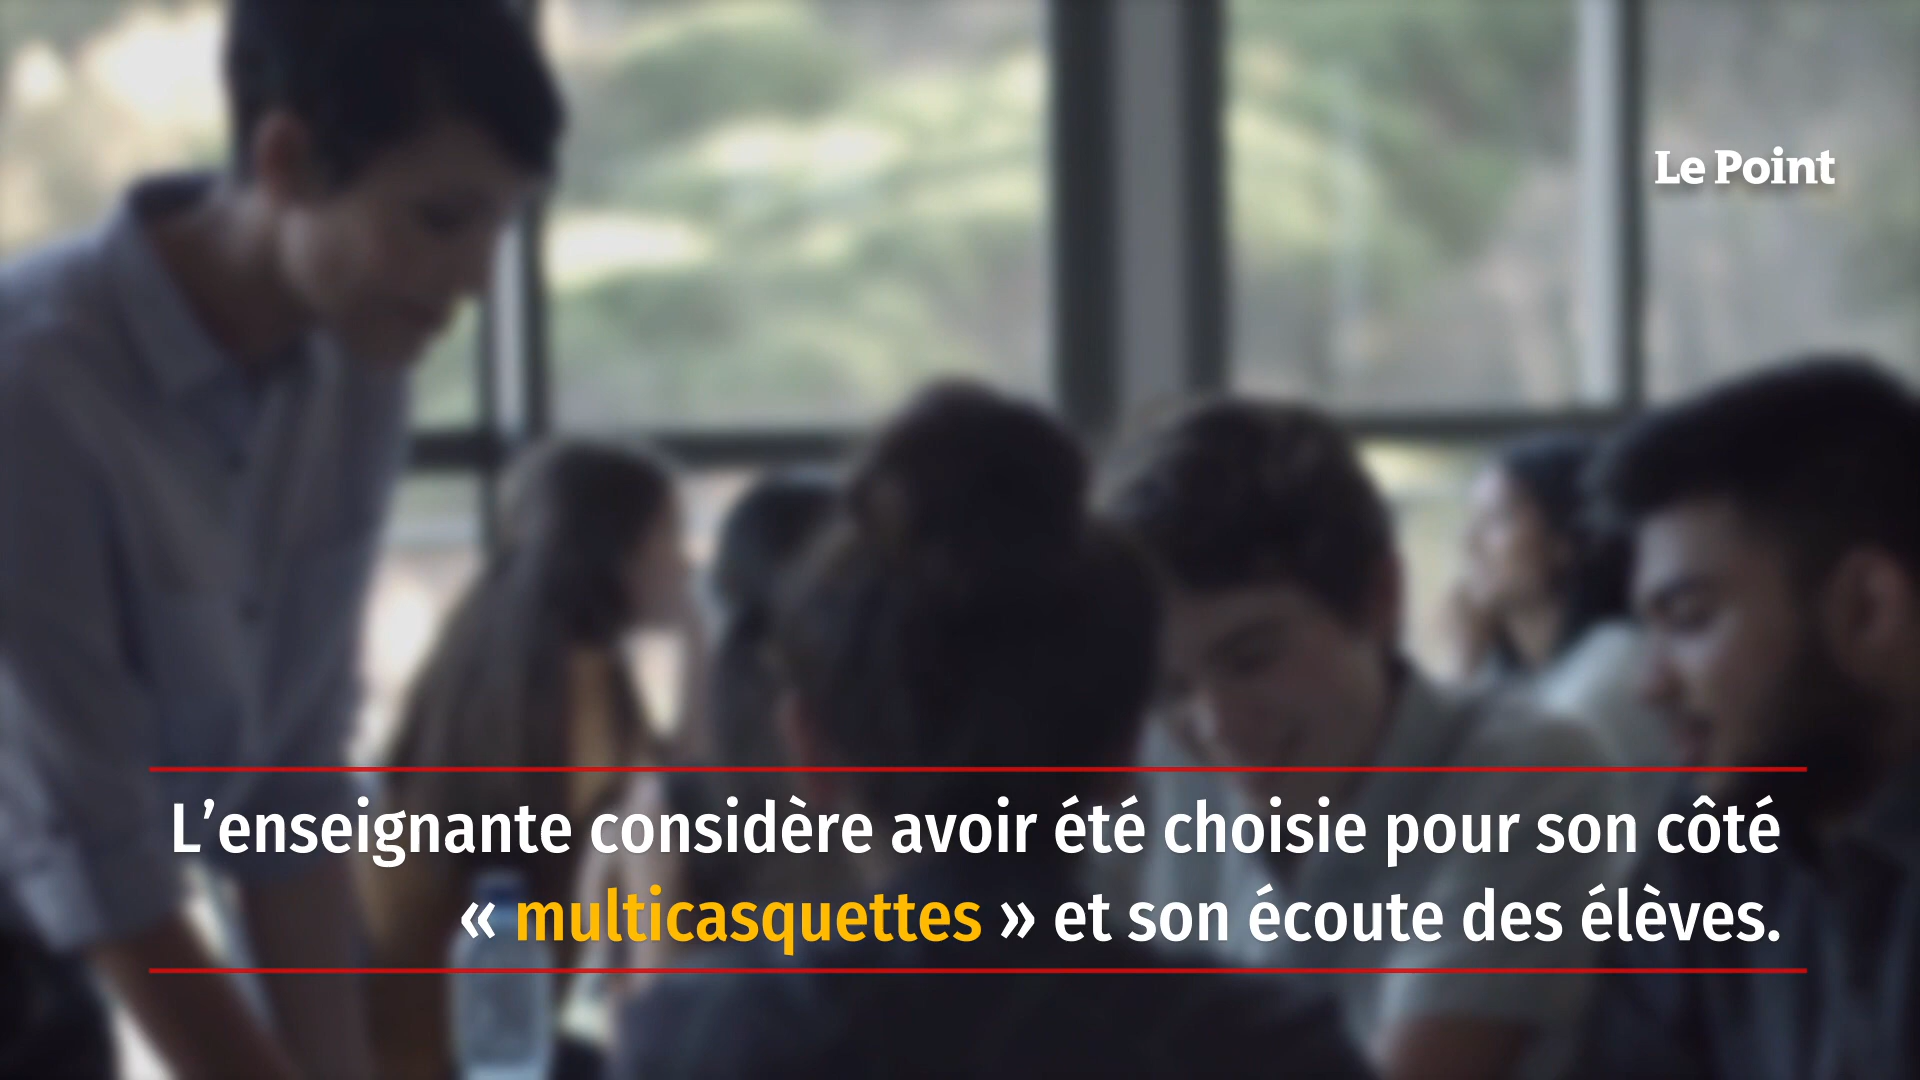 Le Point
L’enseignante considère avoir été choisie pour son côté
« multicasquettes » et son écoute des élèves.